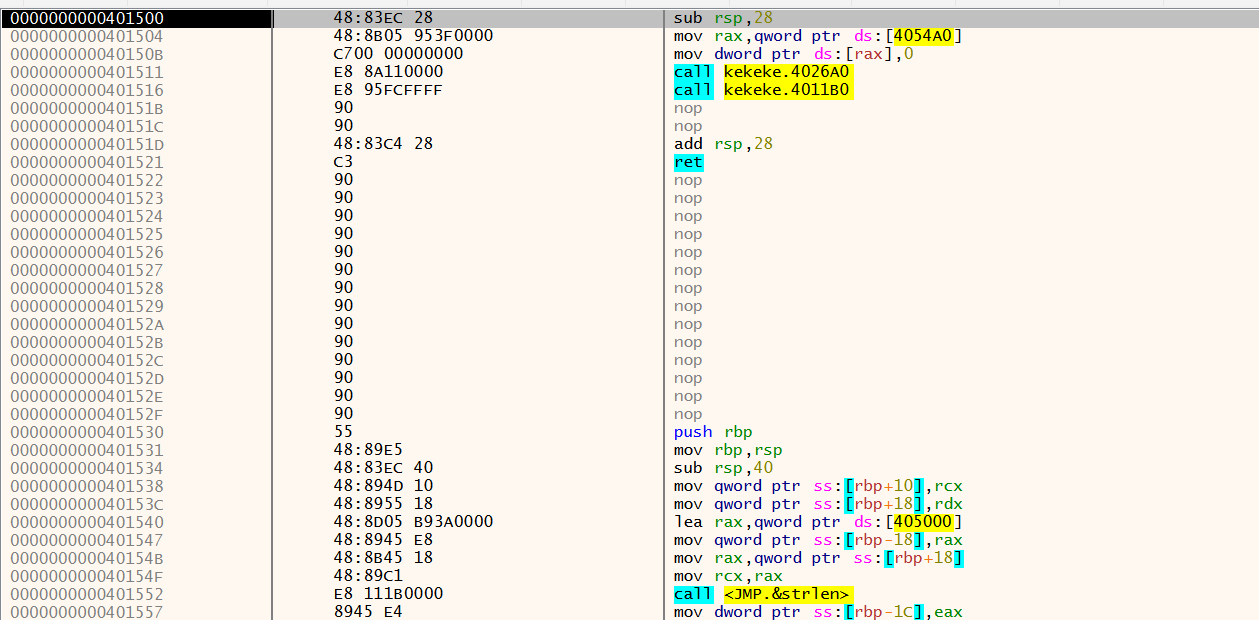 0000000000401500 48:83EC 28 sub rsp,28
0000000000401504 48:8B05 953F0000 mov rax,qword ptr ds:[4054A0]
000000000040150B C700 00000000 mov dword ptr ds:[rax],0
0000000000401511 E8 8A110000 call kekeke.4026A0
0000000000401516 E8 95FCFFFF call kekeke.4011B0
000000000040151B 90 nop
000000000040151C 90 nop
000000000040151D 48:83C4 28 add rsp,28
0000000000401521 C3 ret
0000000000401522 90 nop
0000000000401523 90 nop
0000000000401524 90 nop
0000000000401525 90 nop
0000000000401526 90 nop
0000000000401527 90 nop
0000000000401528 90 nop
0000000000401529 90 nop
000000000040152A 90 nop
000000000040152B 90 nop
000000000040152C 90 nop
000000000040152D 90 nop
000000000040152E 90 nop
000000000040152F 90 nop
0000000000401530 55 push rbp
0000000000401531 48:89E5 mov rbp,rsp
0000000000401534 48:83EC 40 sub rsp,40
0000000000401538 48:894D 10 mov qword ptr ss:[rbp+10],rcx
000000000040153C 48:8955 18 mov qword ptr ss:[rbp+18],rdx
0000000000401540 48:8D05 B93A0000 lea rax,qword ptr ds:[405000]
0000000000401547 48:8945 E8 mov qword ptr ss:[rbp-18],rax
000000000040154B 48:8B45 18 mov rax,qword ptr ss:[rbp+18]
000000000040154F 48:89C1 mov rcx,rax
0000000000401552 E8 111B0000 call <JMP.&strlen>
0000000000401557 8945 E4 mov dword ptr ss:[rbp-1C],eax